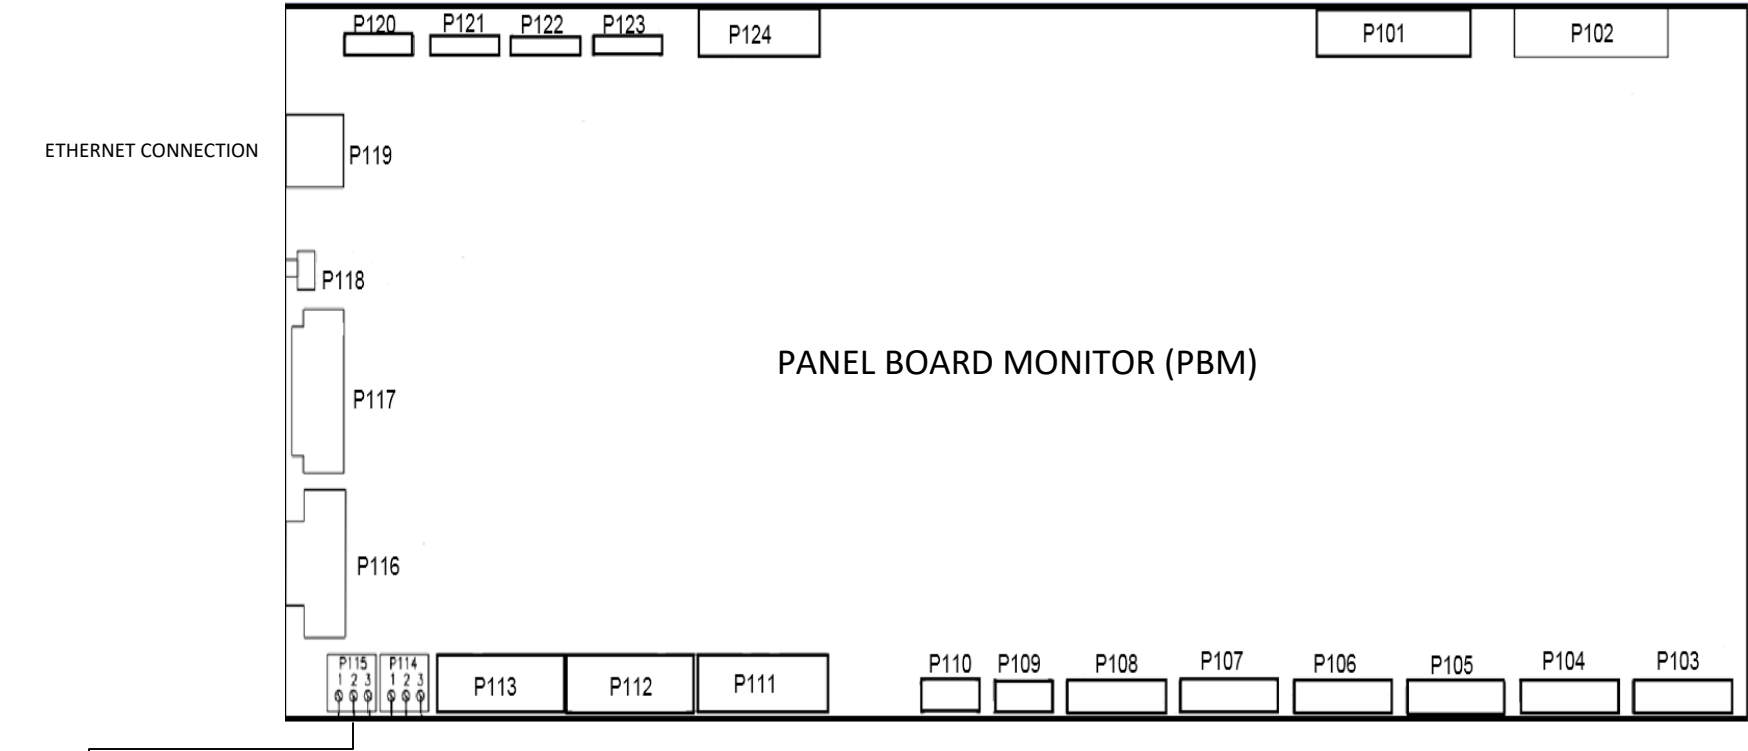 P120 P121 P122 P123 P124 P101 P102
ETHERNET CONNECTION P119
P118
PANEL BOARD MONITOR (PBM)
P117
P116
P115 P114
1 2 3 1 2 3
P113 P112 P111 P110 P109 P108 P107 P106 P105 P104 P103